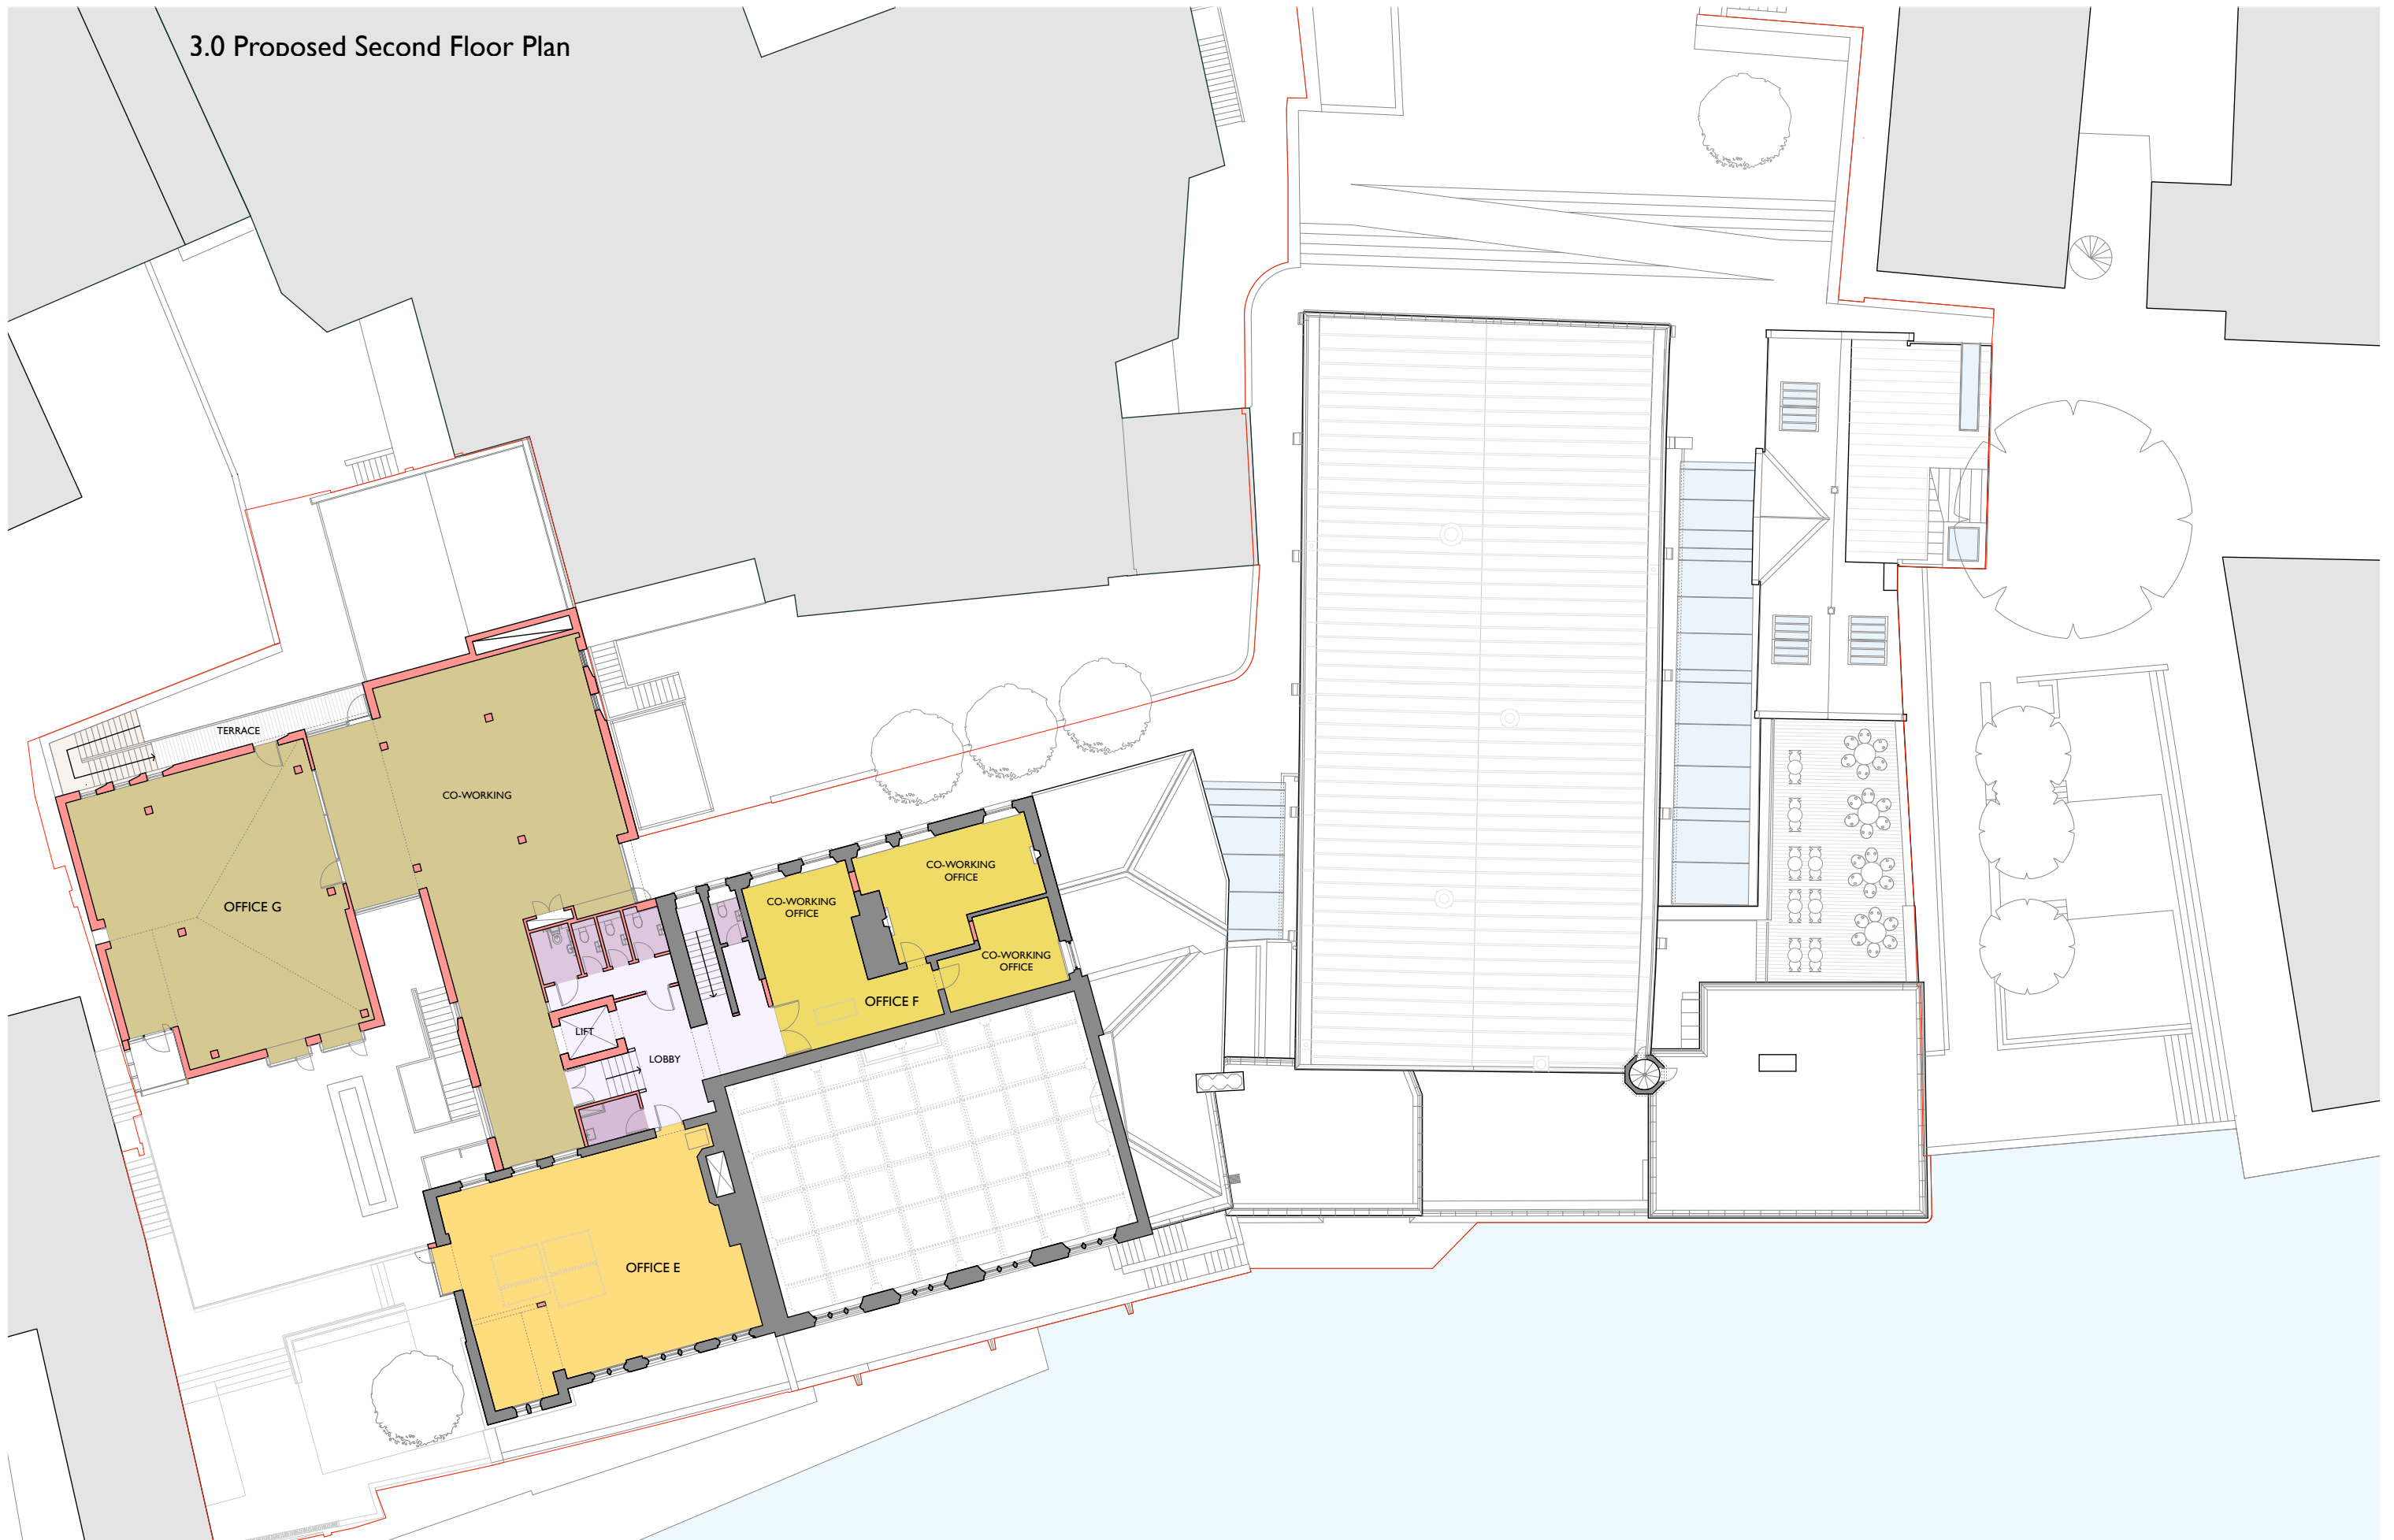 3.0 Proposed Second Floor Plan
TERRACE
CO-WORKING
OFFICE G
CO-WORKING
OFFICE
CO-WORKING
OFFICE
CO-WORKING
OFFICE
OFFICE F
LIFT
LOBBY
OFFICE E